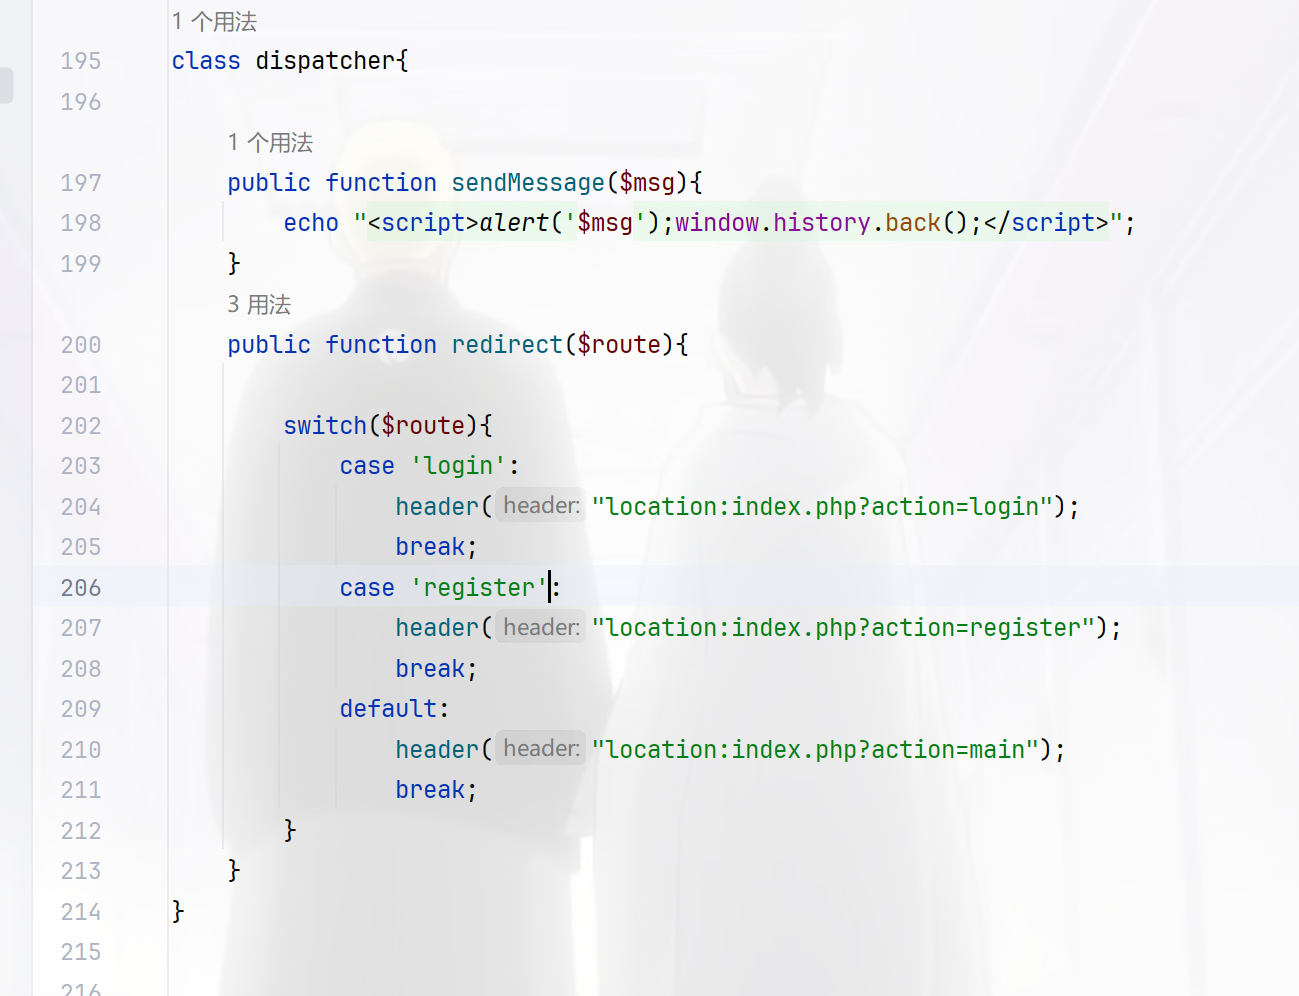 1 个用法
195 class dispatcher{
196
1 个用法
197 public function sendMessage($msg){
198 echo "<script>alert('$msg');window.history.back();</script>";
199 }
3 用法
200 public function redirect($route){
201
202 switch($route){
203 case 'login':
204 header( header: "location:index.php?action=login");
205 break;
206 case 'register':
207 header( header: "location:index.php?action=register");
208 break;
209 default:
210 header( header: "location:index.php?action=main");
211 break;
212 }
213 }
214 }
215
216